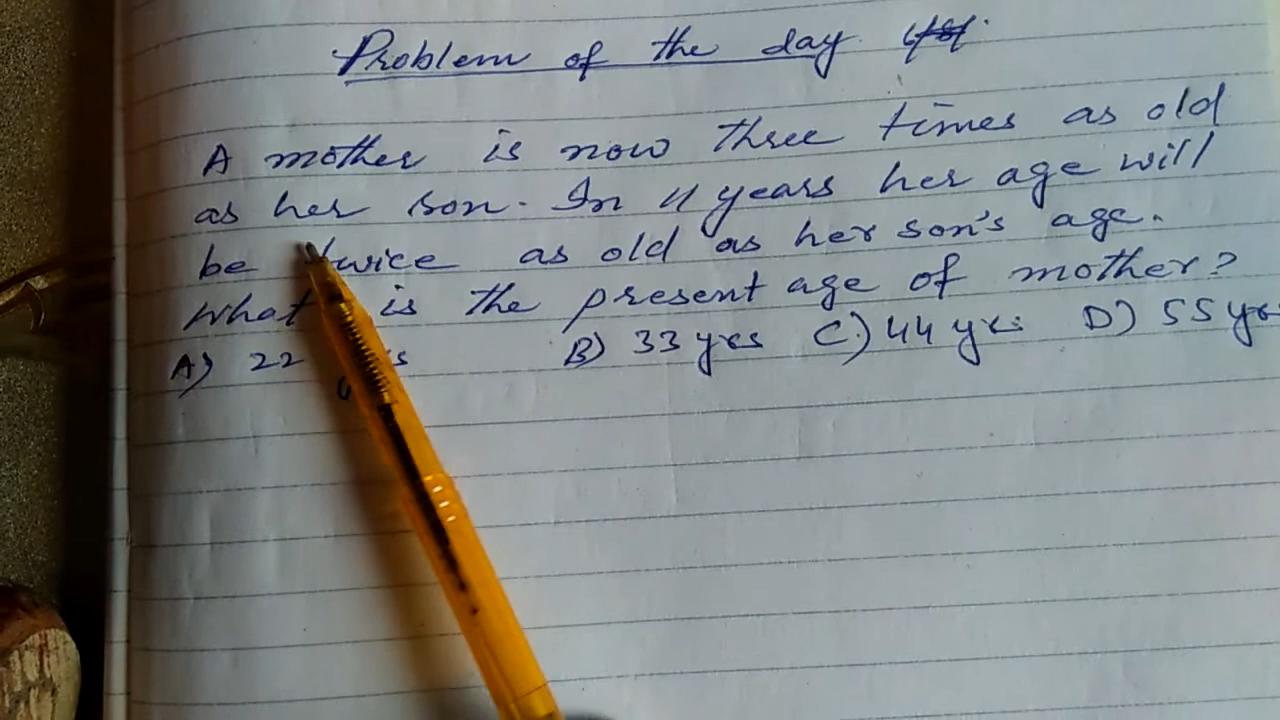 Problem of the day
A mother is now three times as old
as her son. In 11 years her age will
be twice as old as her son's age.
What is the present age of mother?
A) 22 B) 33 yrs C.) 44 yrs D) 55 yrs